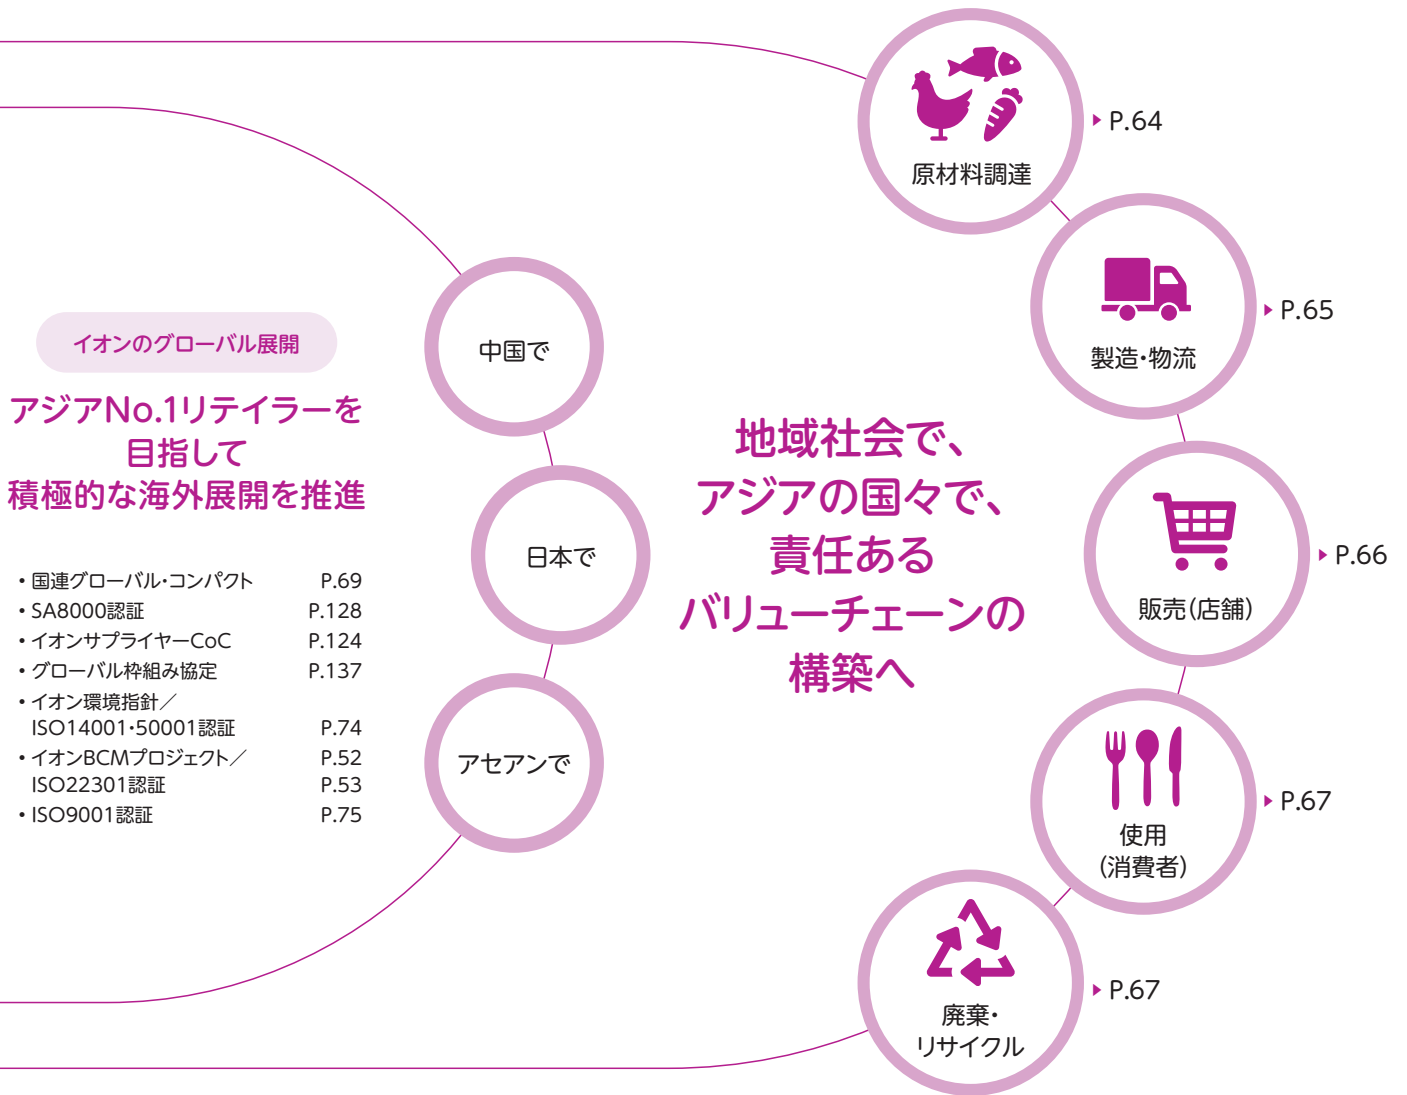 イオンのグローバル展開
アジアNo.1リテイラーを
目指して
積極的な海外展開を推進
・国連グローバル・コンパクト P.69
・SA8000認証 P.128
・イオンサプライヤーCoC P.124
・グローバル枠組み協定 P.137
・イオン環境指針／
ISO14001・50001認証 P.74
・イオンBCMプロジェクト／ P.52
ISO22301認証 P.53
・ISO9001認証 P.75
中国で
日本で
アセアンで
地域社会で、
アジアの国々で、
責任ある
バリューチェーンの
構築へ
原材料調達
P.64
製造・物流
P.65
販売(店舗)
P.66
使用
(消費者)
P.67
廃棄・
リサイクル
P.67